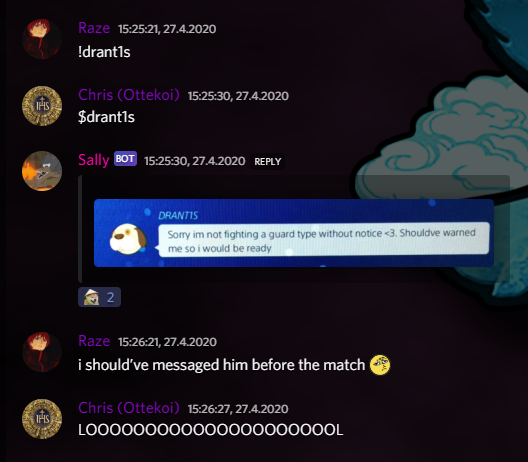 Raze 15:25:21, 27.4.2020
!drant1s
Chris (Ottekoi) 15:25:30, 27.4.2020
$drant1s
Sally BOT 15:25:30, 27.4.2020 REPLY
DRANT1S
Sorry im not fighting a guard type without notice <3. Shouldve warned
me so i would be ready
2
Raze 15:26:21, 27.4.2020
i should've messaged him before the match
Chris (Ottekoi) 15:26:27, 27.4.2020
LOOOOOOOOOOOOOOOOOOOOOL